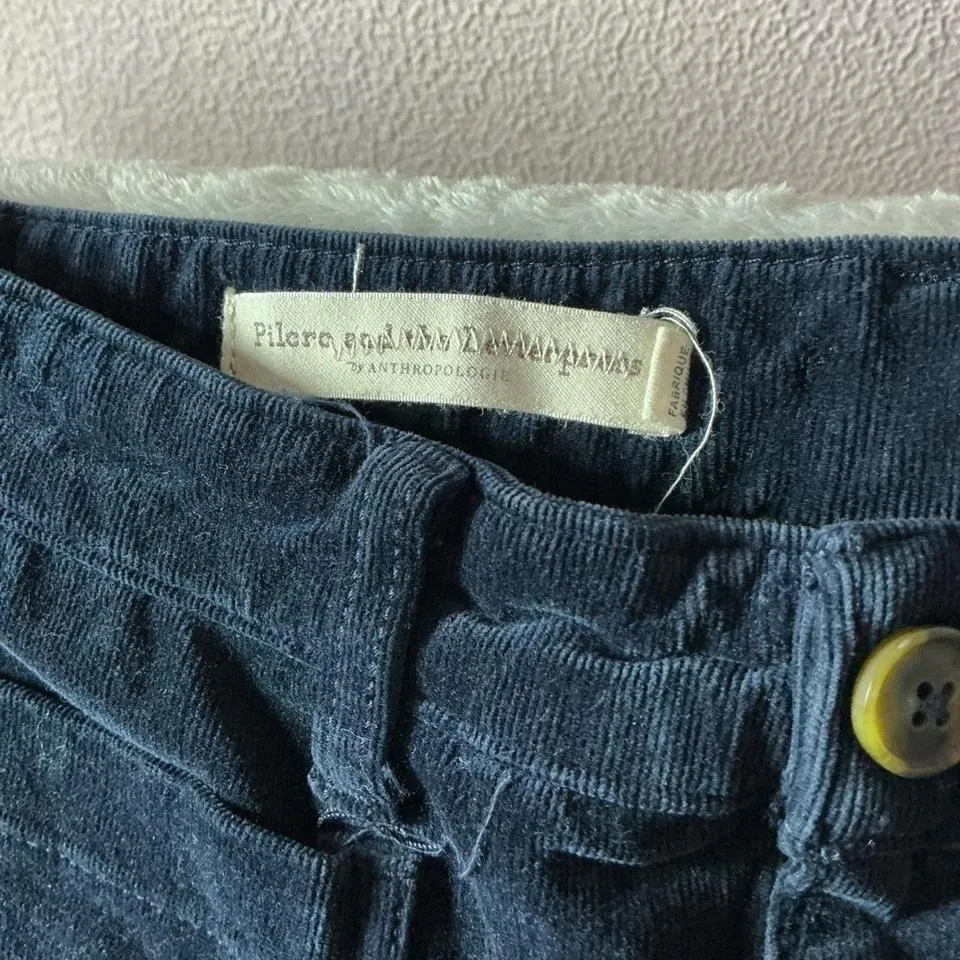 Pilcro and the Letterpress
by ANTHROPOLOGIE
FABRIQUE